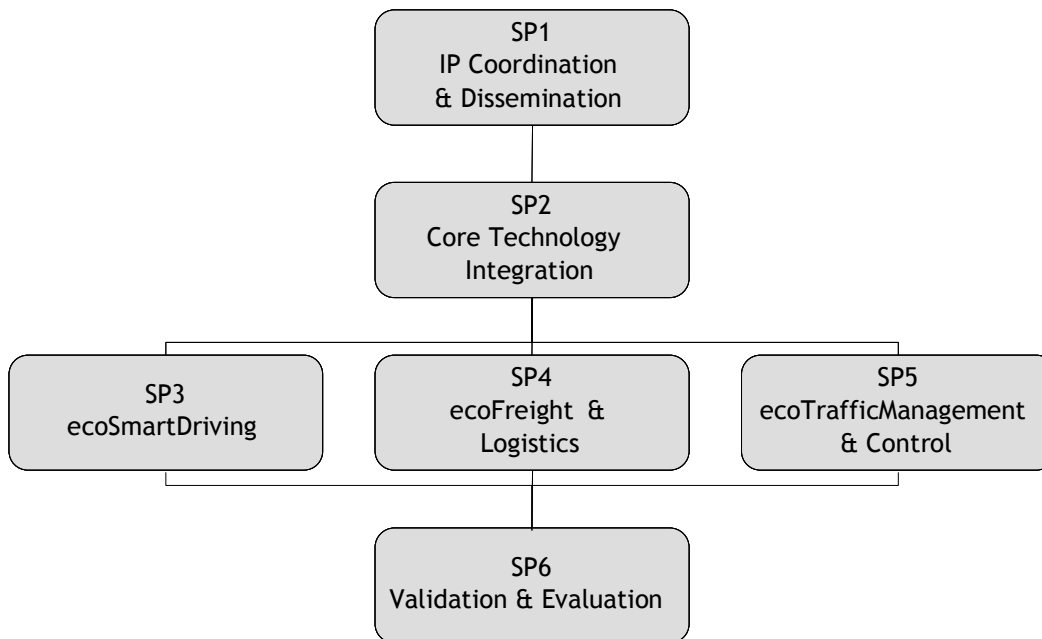 SP1
IP Coordination
& Dissemination
SP2
Core Technology
Integration
SP3
ecoSmartDriving
SP4
ecoFreight &
Logistics
SP5
ecoTrafficManagement
& Control
SP6
Validation & Evaluation